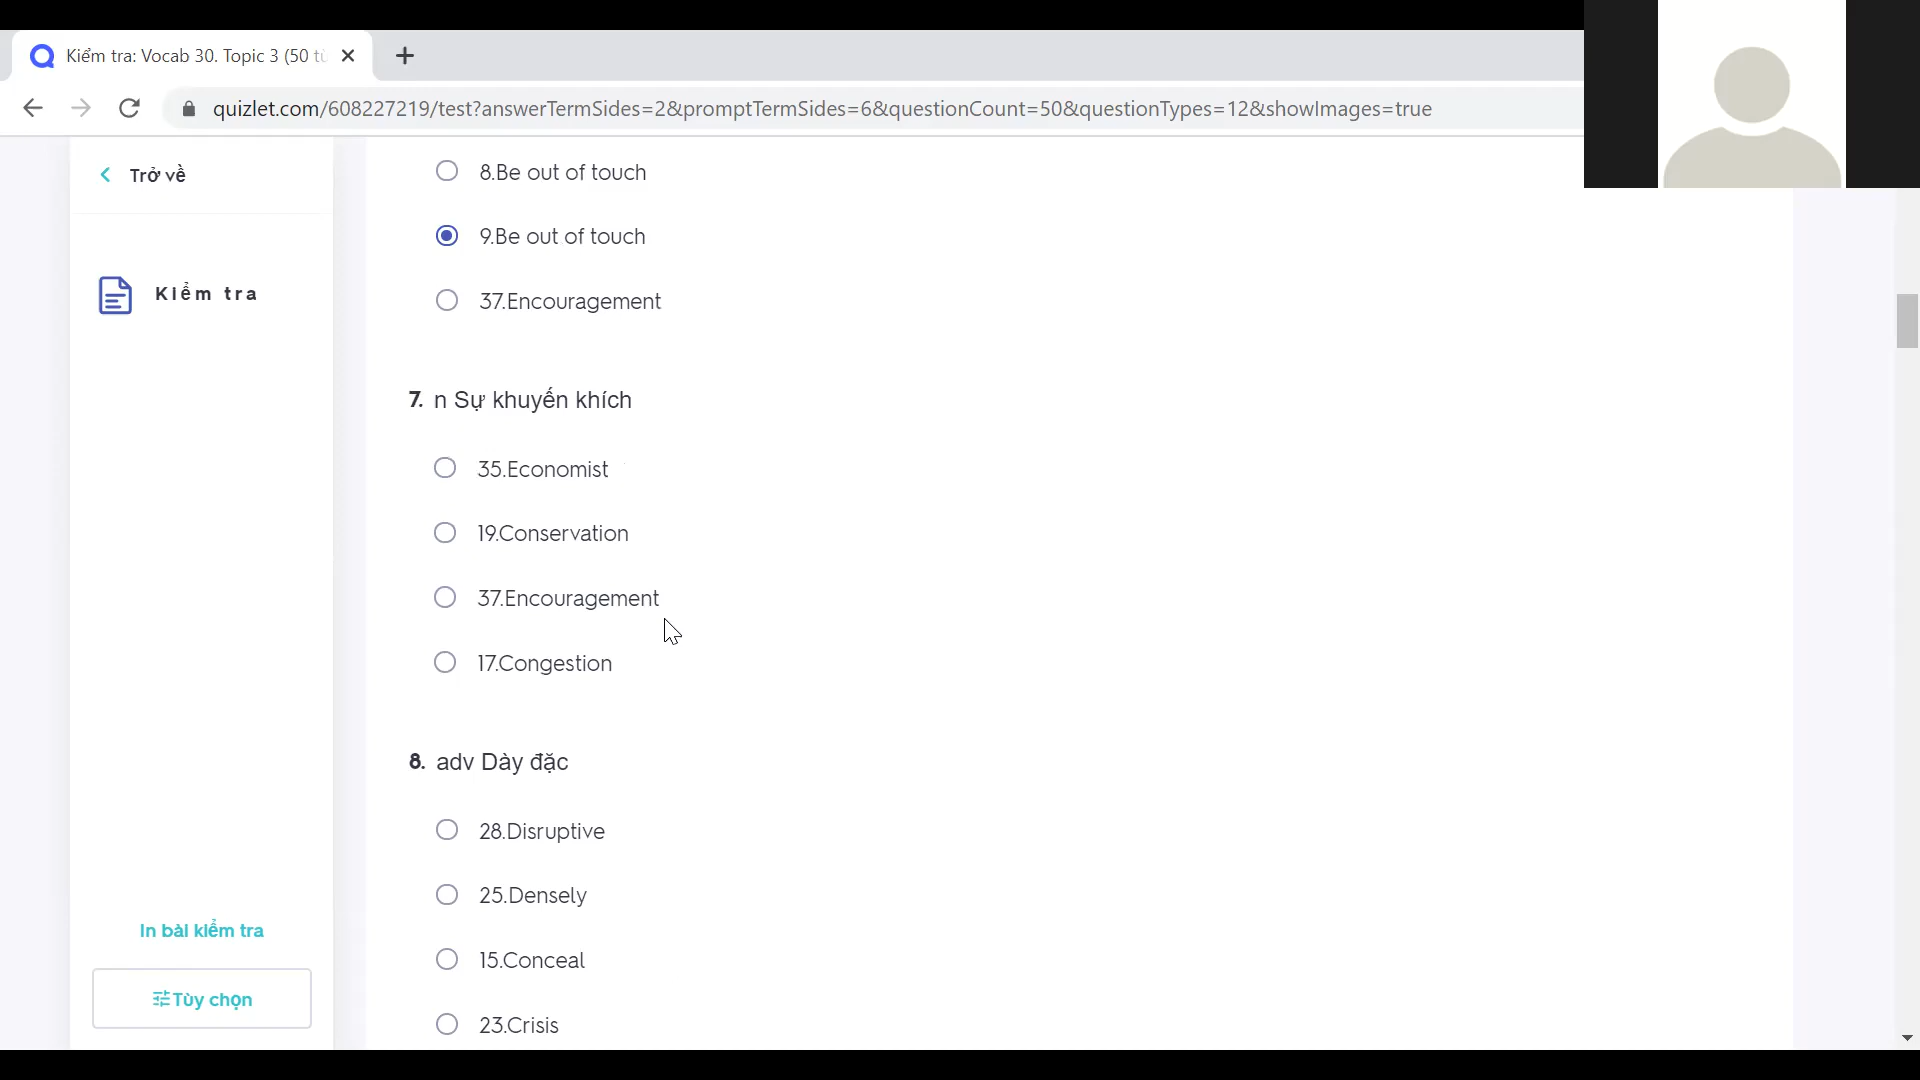 Kiểm tra: Vocab 30. Topic 3 (50 từ
quizlet.com/608227219/test?answerTermSides=2&promptTermSides=6&questionCount=50&questionTypes=12&showImages=true
Trở về
Kiểm tra
8.Be out of touch
9.Be out of touch
37.Encouragement
7. n Sự khuyến khích
35.Economist
19.Conservation
37.Encouragement
17.Congestion
8. adv Dày đặc
28.Disruptive
25.Densely
15.Conceal
23.Crisis
In bài kiểm tra
Tùy chọn